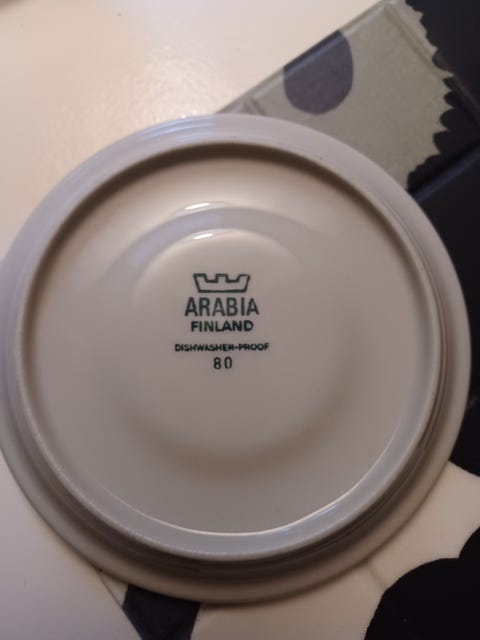 ARABIA
FINLAND
DISHWASHER-PROOF
80